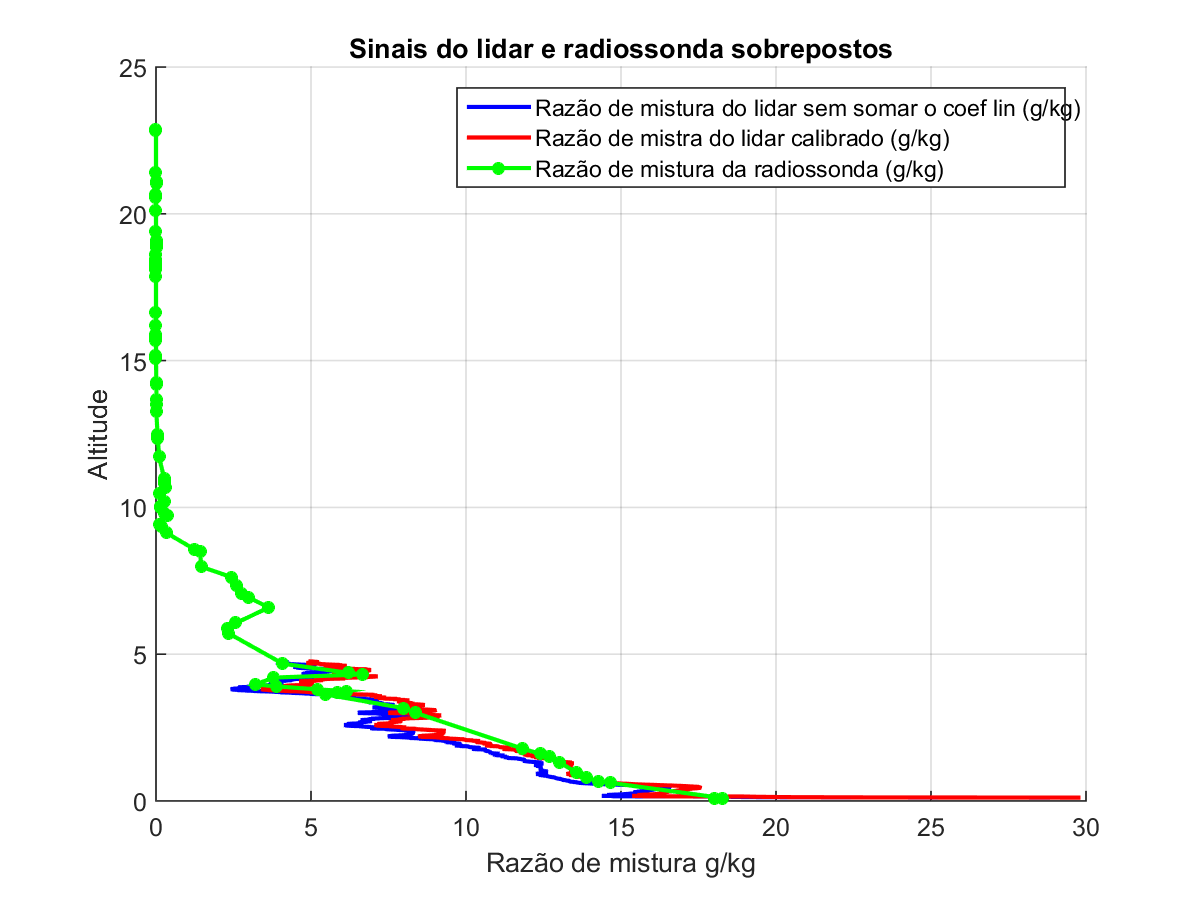 Sinais do lidar e radiossonda sobrepostos
25
Razão de mistura do lidar sem somar o coef lin (g/kg)
Razão de mistra do lidar calibrado (g/kg)
Razão de mistura da radiossonda (g/kg)
20
15
10
5
0
Altitude
0 5 10 15 20 25 30
Razão de mistura g/kg